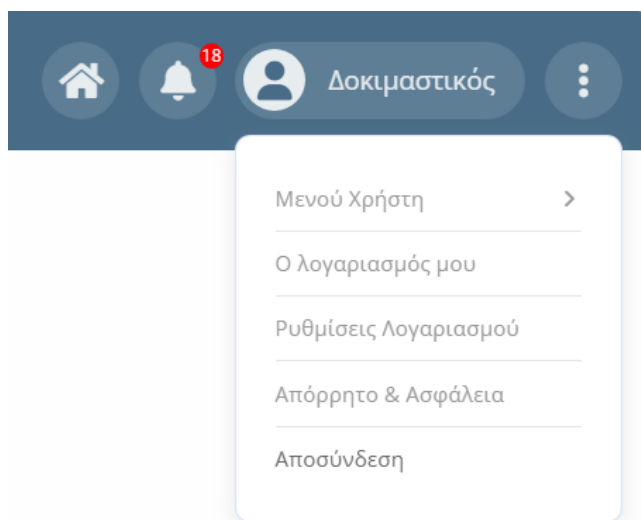 18
Δοκιμαστικός
Μενού Χρήστη
Ο λογαριασμός μου
Ρυθμίσεις Λογαριασμού
Απόρρητο & Ασφάλεια
Αποσύνδεση